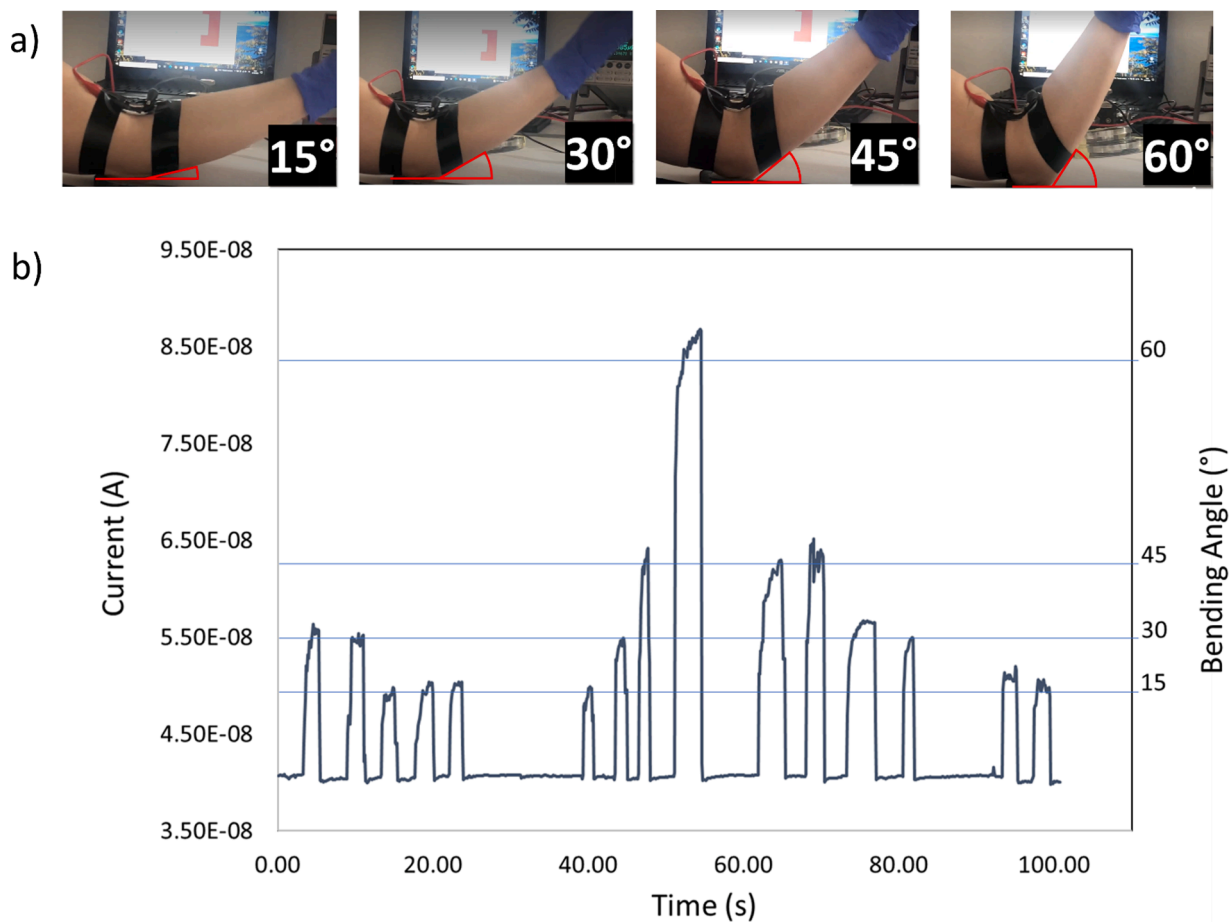 a)
15°
30°
45°
60°
b)
9.50E-08
8.50E-08
7.50E-08
6.50E-08
5.50E-08
4.50E-08
3.50E-08
Current (A)
60
45
30
15
Bending Angle (°)
0.00 20.00 40.00 60.00 80.00 100.00
Time (s)